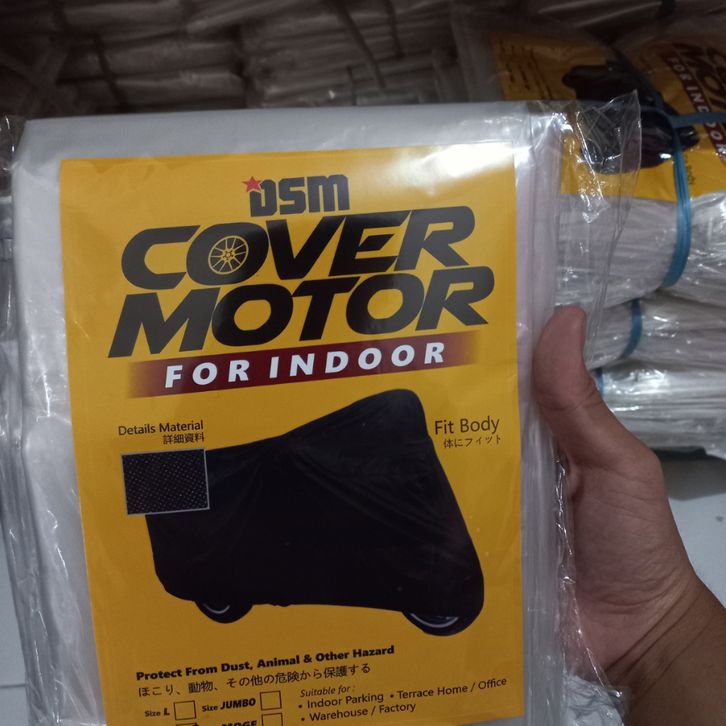 DSM
COVER
MOTOR
FOR INDOOR
Details Material
詳細資料
Fit Body
体にフィット
Protect From Dust, Animal & Other Hazard
ほこり、動物、その他の危険から保護する
Size L
Size JUMBO
Suitable for :
• Indoor Parking • Terrace Home / Office
• Warehouse / Factory
MOGE